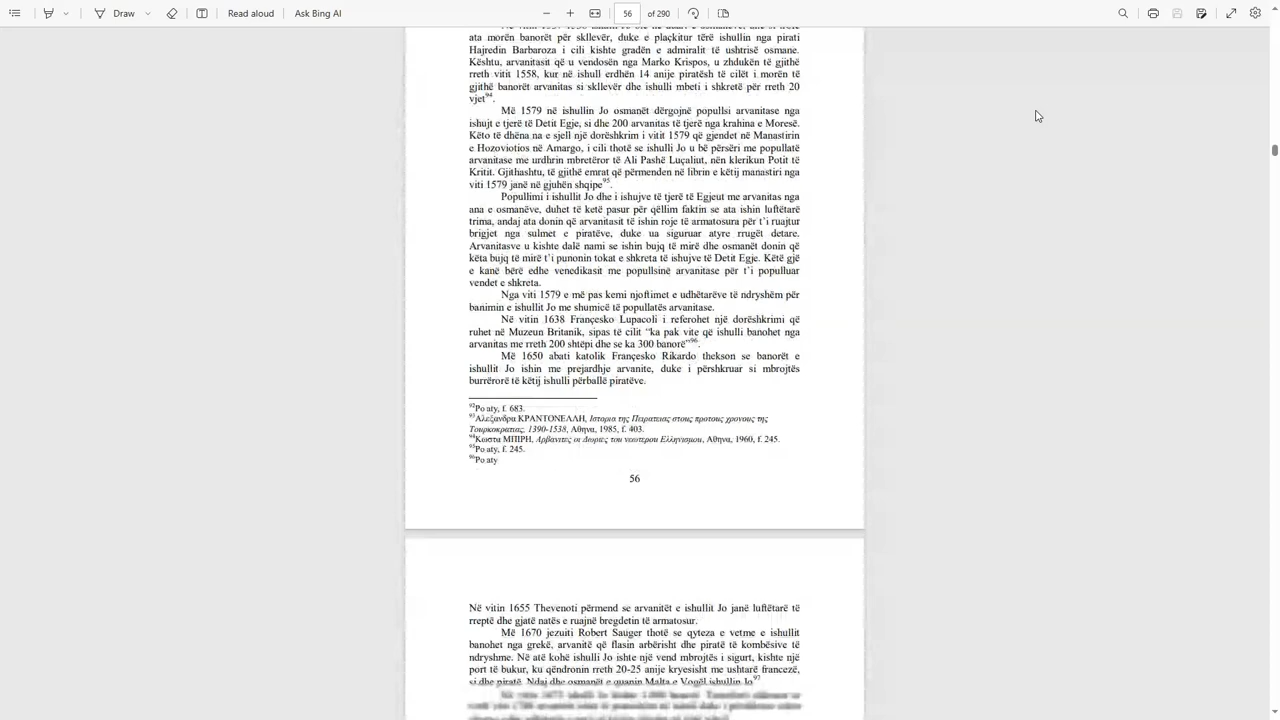 Draw
Read aloud
Ask Bing AI
56
of 290
ata morën banorët për skllever, duke e plaçkitur tërë ishullin nga pirati
Hajredin Barbaroza i cili kishte gradën e admiralit të ushtrisë osmane.
Kështu, arvanitasit që u vendosën nga Marko Krispos, u zhdukën të gjithë
rreth vitit 1558, kur në ishull erdhën 14 anije piratësh të cilët i morën të
gjithë banorët arvanitas si skllevër dhe ishulli mbeti i shkretë për rreth 20
vjet94.
Më 1579 në ishullin Jo osmanët dërgojnë popullsi arvanitase nga
ishujt e tjerë të Detit Egje, si dhe 200 arvanitas të tjerë nga krahina e Moresë.
Këto të dhëna na e sjell një dorëshkrim i vitit 1579 që gjendet në Manastirin
e Hozoviotios në Amargo, i cili thotë se ishulli Jo u bë përsëri me popullatë
arvanitase me urdhrin mbretëror të Ali Pashë Luçaliut, nën klerikun Potit të
Kritit. Gjithashtu, të gjithë emrat që përmenden në librin e këtij manastiri nga
viti 1579 janë në gjuhën shqipe95.
Popullimi i ishullit Jo dhe i ishujve të tjerë të Egjeut me arvanitas nga
ana e osmanëve, duhet të ketë pasur për qëllim faktin se ata ishin luftëtarë
trima, andaj ata donin që arvanitasit të ishin roje të armatosura për t'i ruajtur
brigjet nga sulmet e piratëve, duke ua siguruar atyre rrugët detare.
Arvanitasve u kishte dalë nami se ishin bujq të mirë dhe osmanët donin që
këta bujq të mirë t'i punonin tokat e shkreta të ishujve të Detit Egje. Këtë gjë
e kanë bërë edhe venedikasit me popullsinë arvanitase për t'i populluar
vendet e shkreta.
Nga viti 1579 e më pas kemi njoftimet e udhëtarëve të ndryshëm për
banimin e ishullit Jo me shumicë të popullatës arvanitase.
Në vitin 1638 Françesko Lupacoli i referohet një dorëshkrimi që
ruhet në Muzeun Britanik, sipas të cilit “ka pak vite që ishulli banohet nga
arvanitas me rreth 200 shtëpi dhe se ka 300 banorë”96.
Më 1650 abati katolik Françesko Rikardo thekson se banorët e
ishullit Jo ishin me prejardhje arvanite, duke i përshkruar si mbrojtës
burrërorë të këtij ishulli përballë piratëve.
92Po aty, f. 683.
93Αλεξανδρα ΚΡΑΝΤΟΝΕΛΛΗ, Ιστορια της Πειρατειας στους προτους χρονους της
Τουρκοκρατιας, 1390-1538, Αθηνα, 1985, f. 403.
94Κωστα ΜΠΙΡΗ, Αρβανιτες οι Δωριες του νεωτερου Ελληνισμου, Αθηνα, 1960, f. 245.
95Po aty, f. 245.
96Po aty
56
Në vitin 1655 Thevenoti përmend se arvanitët e ishullit Jo janë luftëtarë të
rreptë dhe gjatë natës e ruajnë bregdetin të armatosur.
Më 1670 jezuiti Robert Sauger thotë se qyteza e vetme e ishullit
banohet nga grekë, arvanitë që flasin arbërisht dhe piratë të kombësive të
ndryshme. Në atë kohë ishulli Jo ishte një vend mbrojtës i sigurt, kishte një
port të bukur, ku qëndronin rreth 20-25 anije kryesisht me ushtarë francezë,
si dhe piratë. Ndaj dhe osmanët e quanin Malta e Vogël ishullin Jo97